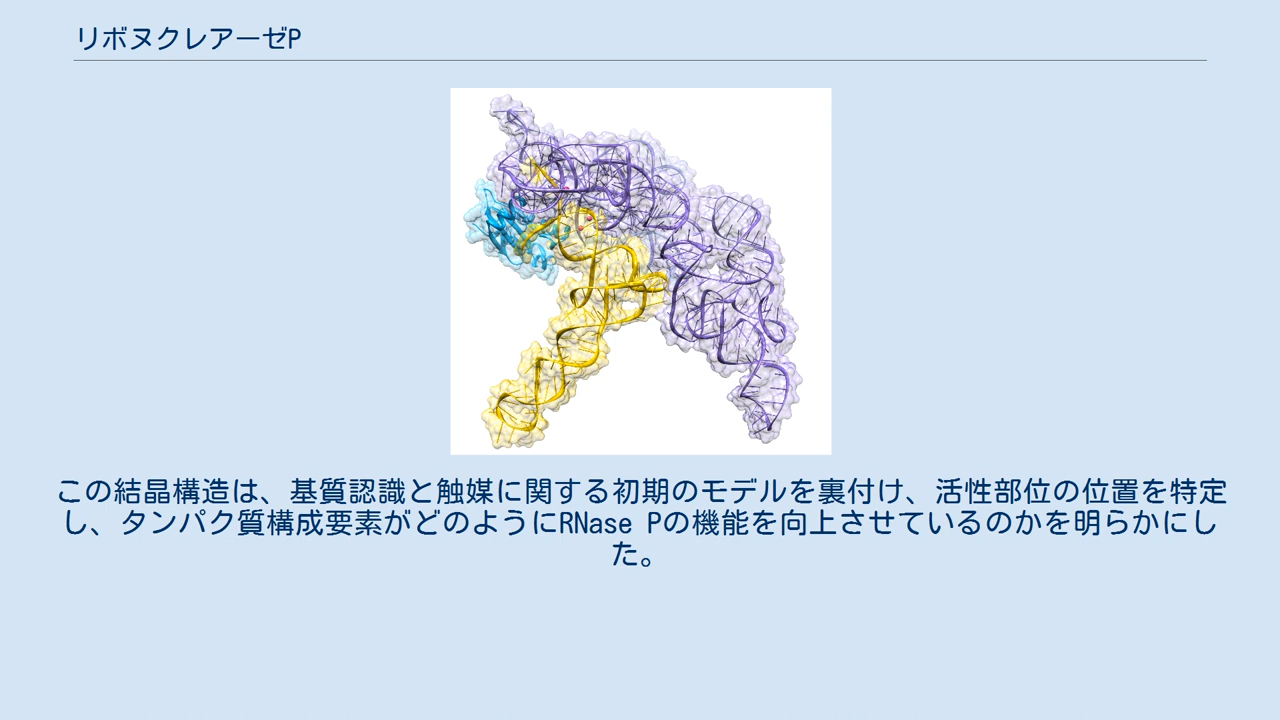 リボヌクレアーゼP
この結晶構造は、基質認識と触媒に関する初期のモデルを裏付け、活性部位の位置を特定
し、タンパク質構成要素がどのようにRNase Pの機能を向上させているのかを明らかにし
た。